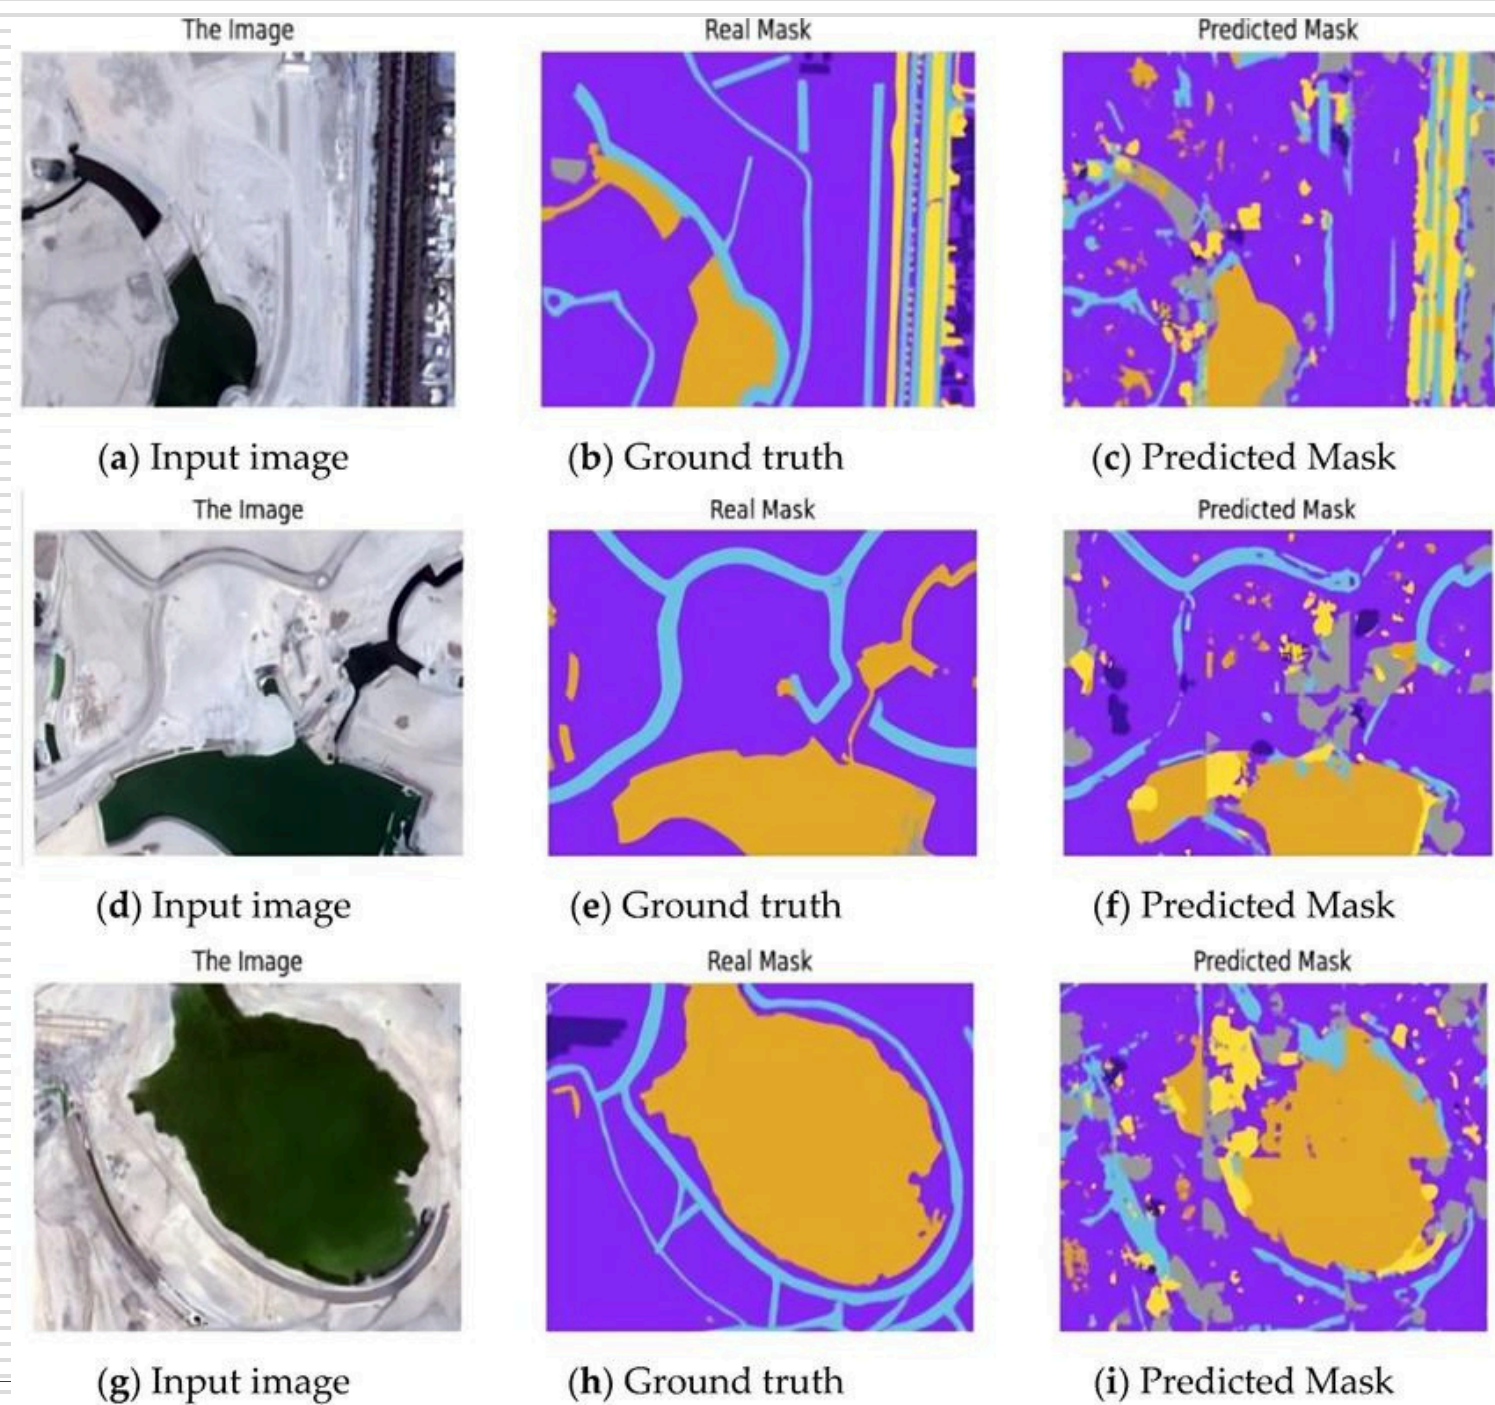 The Image Real Mask Predicted Mask
(a) Input image (b) Ground truth (c) Predicted Mask
The Image Real Mask Predicted Mask
(d) Input image (e) Ground truth (f) Predicted Mask
The Image Real Mask Predicted Mask
(g) Input image (h) Ground truth (i) Predicted Mask